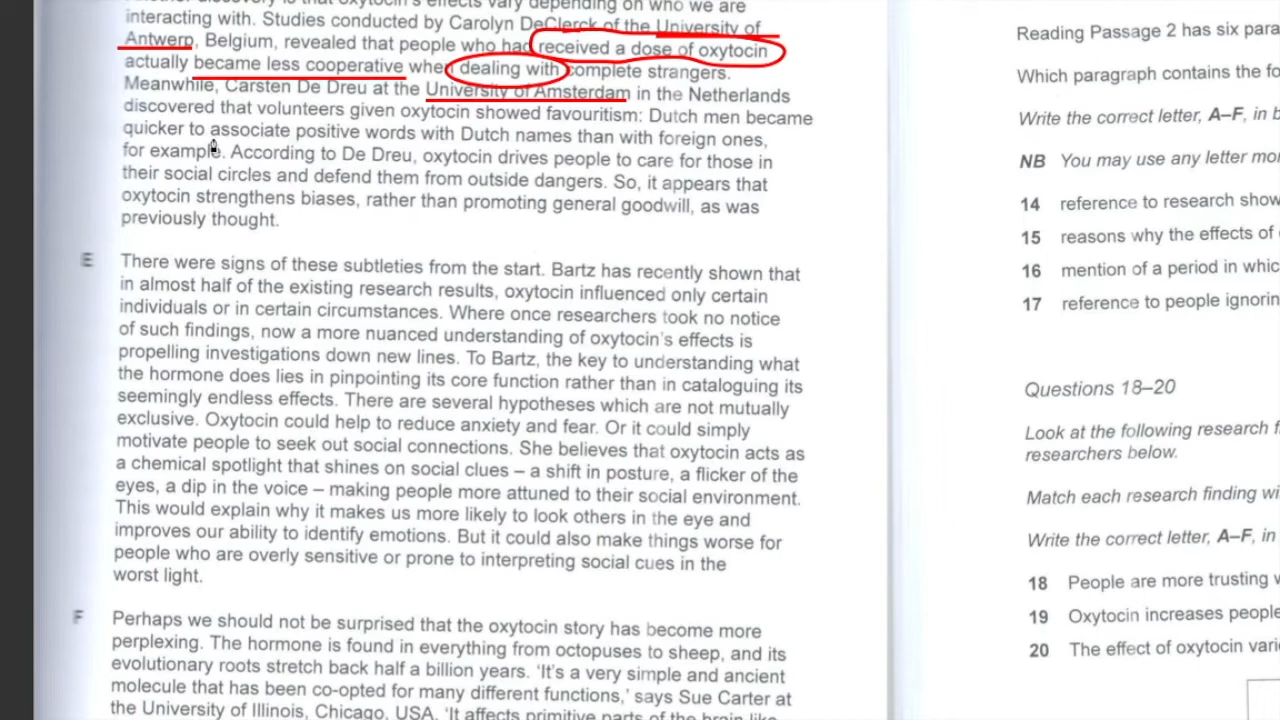 other discovery is that oxytocin's effects vary depending on who we are
interacting with. Studies conducted by Carolyn DeClerck of the University of
Antwerp, Belgium, revealed that people who had received a dose of oxytocin
actually became less cooperative when dealing with complete strangers.
Meanwhile, Carsten De Dreu at the University of Amsterdam in the Netherlands
discovered that volunteers given oxytocin showed favouritism: Dutch men became
quicker to associate positive words with Dutch names than with foreign ones,
for example. According to De Dreu, oxytocin drives people to care for those in
their social circles and defend them from outside dangers. So, it appears that
oxytocin strengthens biases, rather than promoting general goodwill, as was
previously thought.
E There were signs of these subtleties from the start. Bartz has recently shown that
in almost half of the existing research results, oxytocin influenced only certain
individuals or in certain circumstances. Where once researchers took no notice
of such findings, now a more nuanced understanding of oxytocin's effects is
propelling investigations down new lines. To Bartz, the key to understanding what
the hormone does lies in pinpointing its core function rather than in cataloguing its
seemingly endless effects. There are several hypotheses which are not mutually
exclusive. Oxytocin could help to reduce anxiety and fear. Or it could simply
motivate people to seek out social connections. She believes that oxytocin acts as
a chemical spotlight that shines on social clues – a shift in posture, a flicker of the
eyes, a dip in the voice – making people more attuned to their social environment.
This would explain why it makes us more likely to look others in the eye and
improves our ability to identify emotions. But it could also make things worse for
people who are overly sensitive or prone to interpreting social cues in the
worst light.
F Perhaps we should not be surprised that the oxytocin story has become more
perplexing. The hormone is found in everything from octopuses to sheep, and its
evolutionary roots stretch back half a billion years. 'It's a very simple and ancient
molecule that has been co-opted for many different functions,' says Sue Carter at
the University of Illinois, Chicago, USA. 'It affects primitive parts of the brain like
Reading Passage 2 has six para
Which paragraph contains the fo
Write the correct letter, A–F, in b
NB You may use any letter mor
14 reference to research show
15 reasons why the effects of
16 mention of a period in whic
17 reference to people ignorin
Questions 18–20
Look at the following research f
researchers below.
Match each research finding wi
Write the correct letter, A–F, in
18 People are more trusting w
19 Oxytocin increases people
20 The effect of oxytocin varie